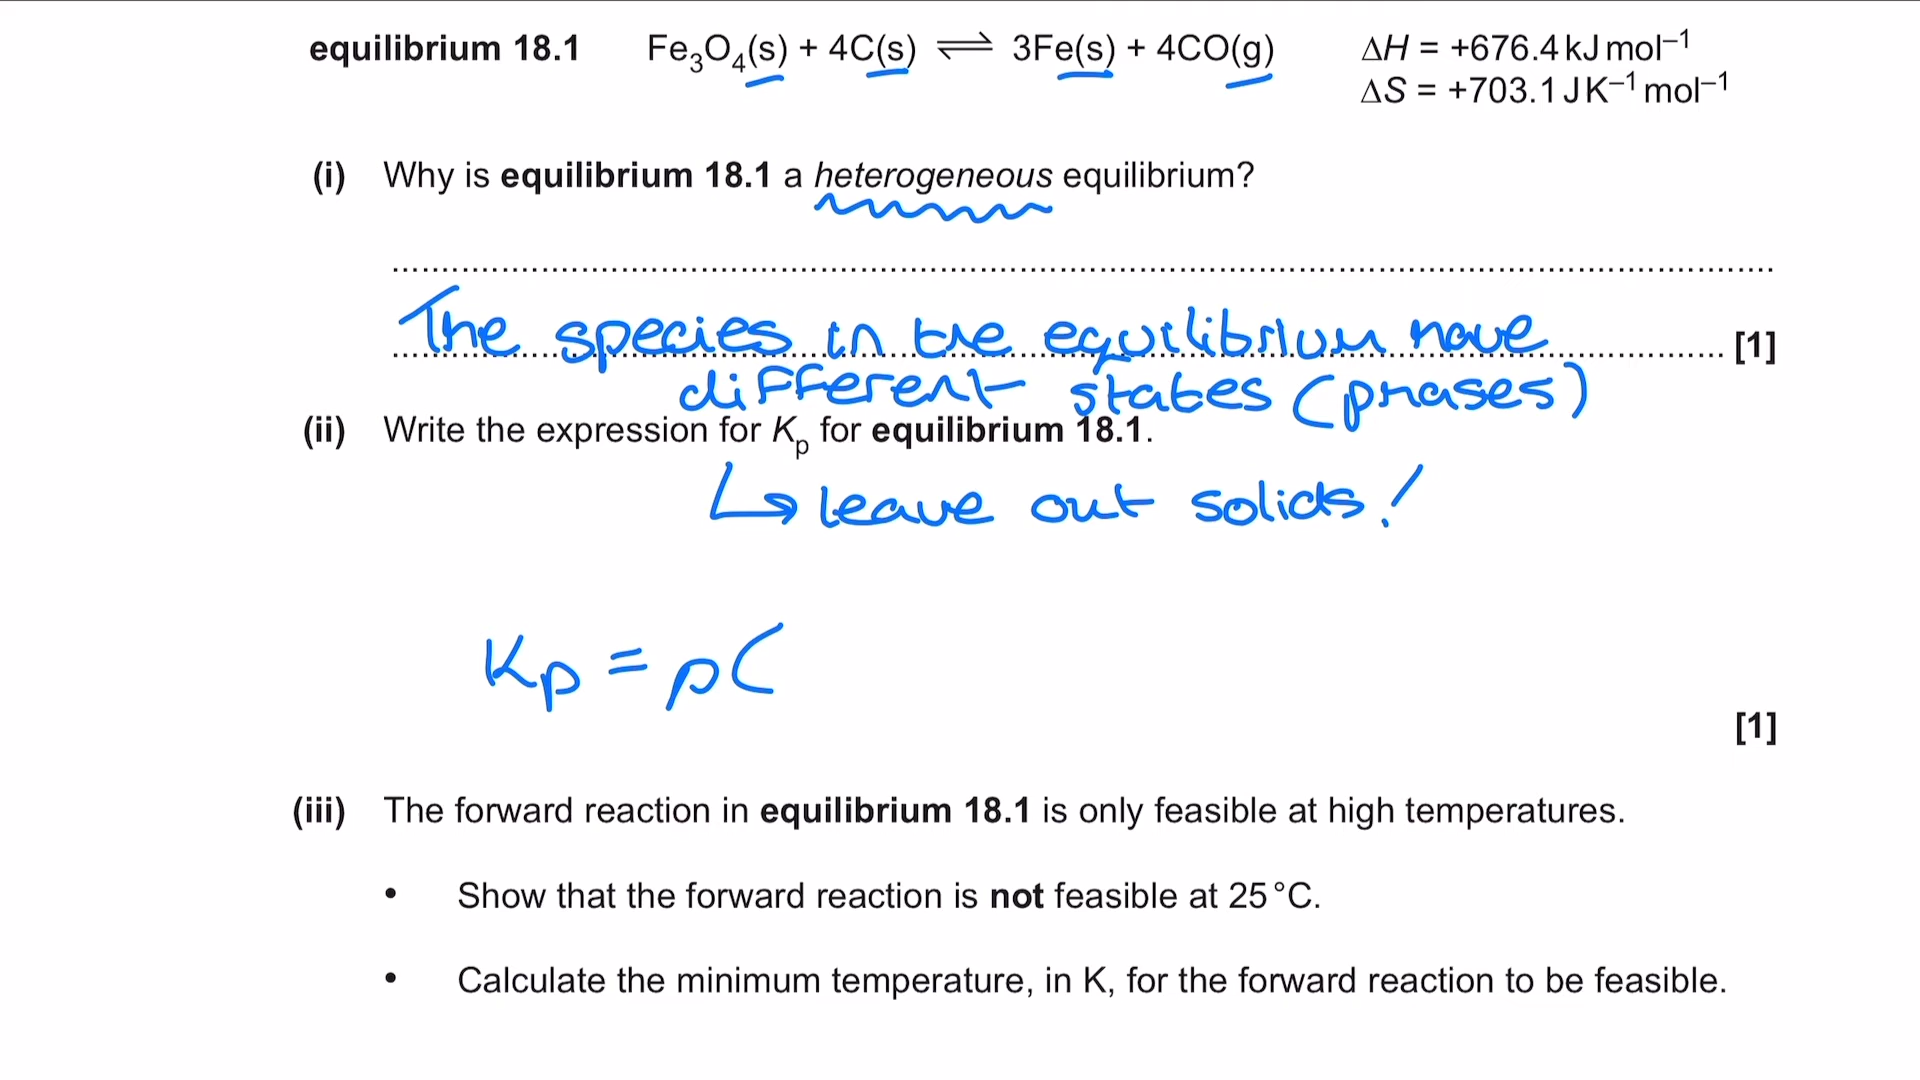 equilibrium 18.1 Fe₃O₄(s) + 4C(s) ⇌ 3Fe(s) + 4CO(g) ΔH = +676.4 kJ mol⁻¹
ΔS = +703.1 J K⁻¹ mol⁻¹
(i) Why is equilibrium 18.1 a heterogeneous equilibrium?
The species in the equilibrium have [1]
different states (phases)
(ii) Write the expression for Kₚ for equilibrium 18.1.
↳ leave out solids!
Kₚ = p(
[1]
(iii) The forward reaction in equilibrium 18.1 is only feasible at high temperatures.
• Show that the forward reaction is not feasible at 25 °C.
• Calculate the minimum temperature, in K, for the forward reaction to be feasible.